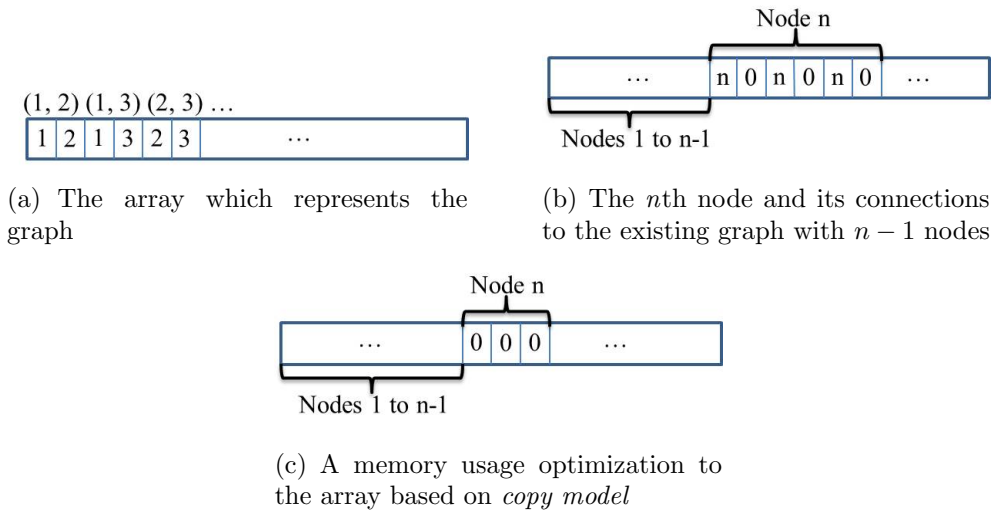 (1, 2) (1, 3) (2, 3) ...
1 2 1 3 2 3 ...
(a) The array which represents the
graph
Node n
... n 0 n 0 n 0 ...
Nodes 1 to n-1
(b) The nth node and its connections
to the existing graph with n − 1 nodes
Node n
... 0 0 0 ...
Nodes 1 to n-1
(c) A memory usage optimization to
the array based on copy model